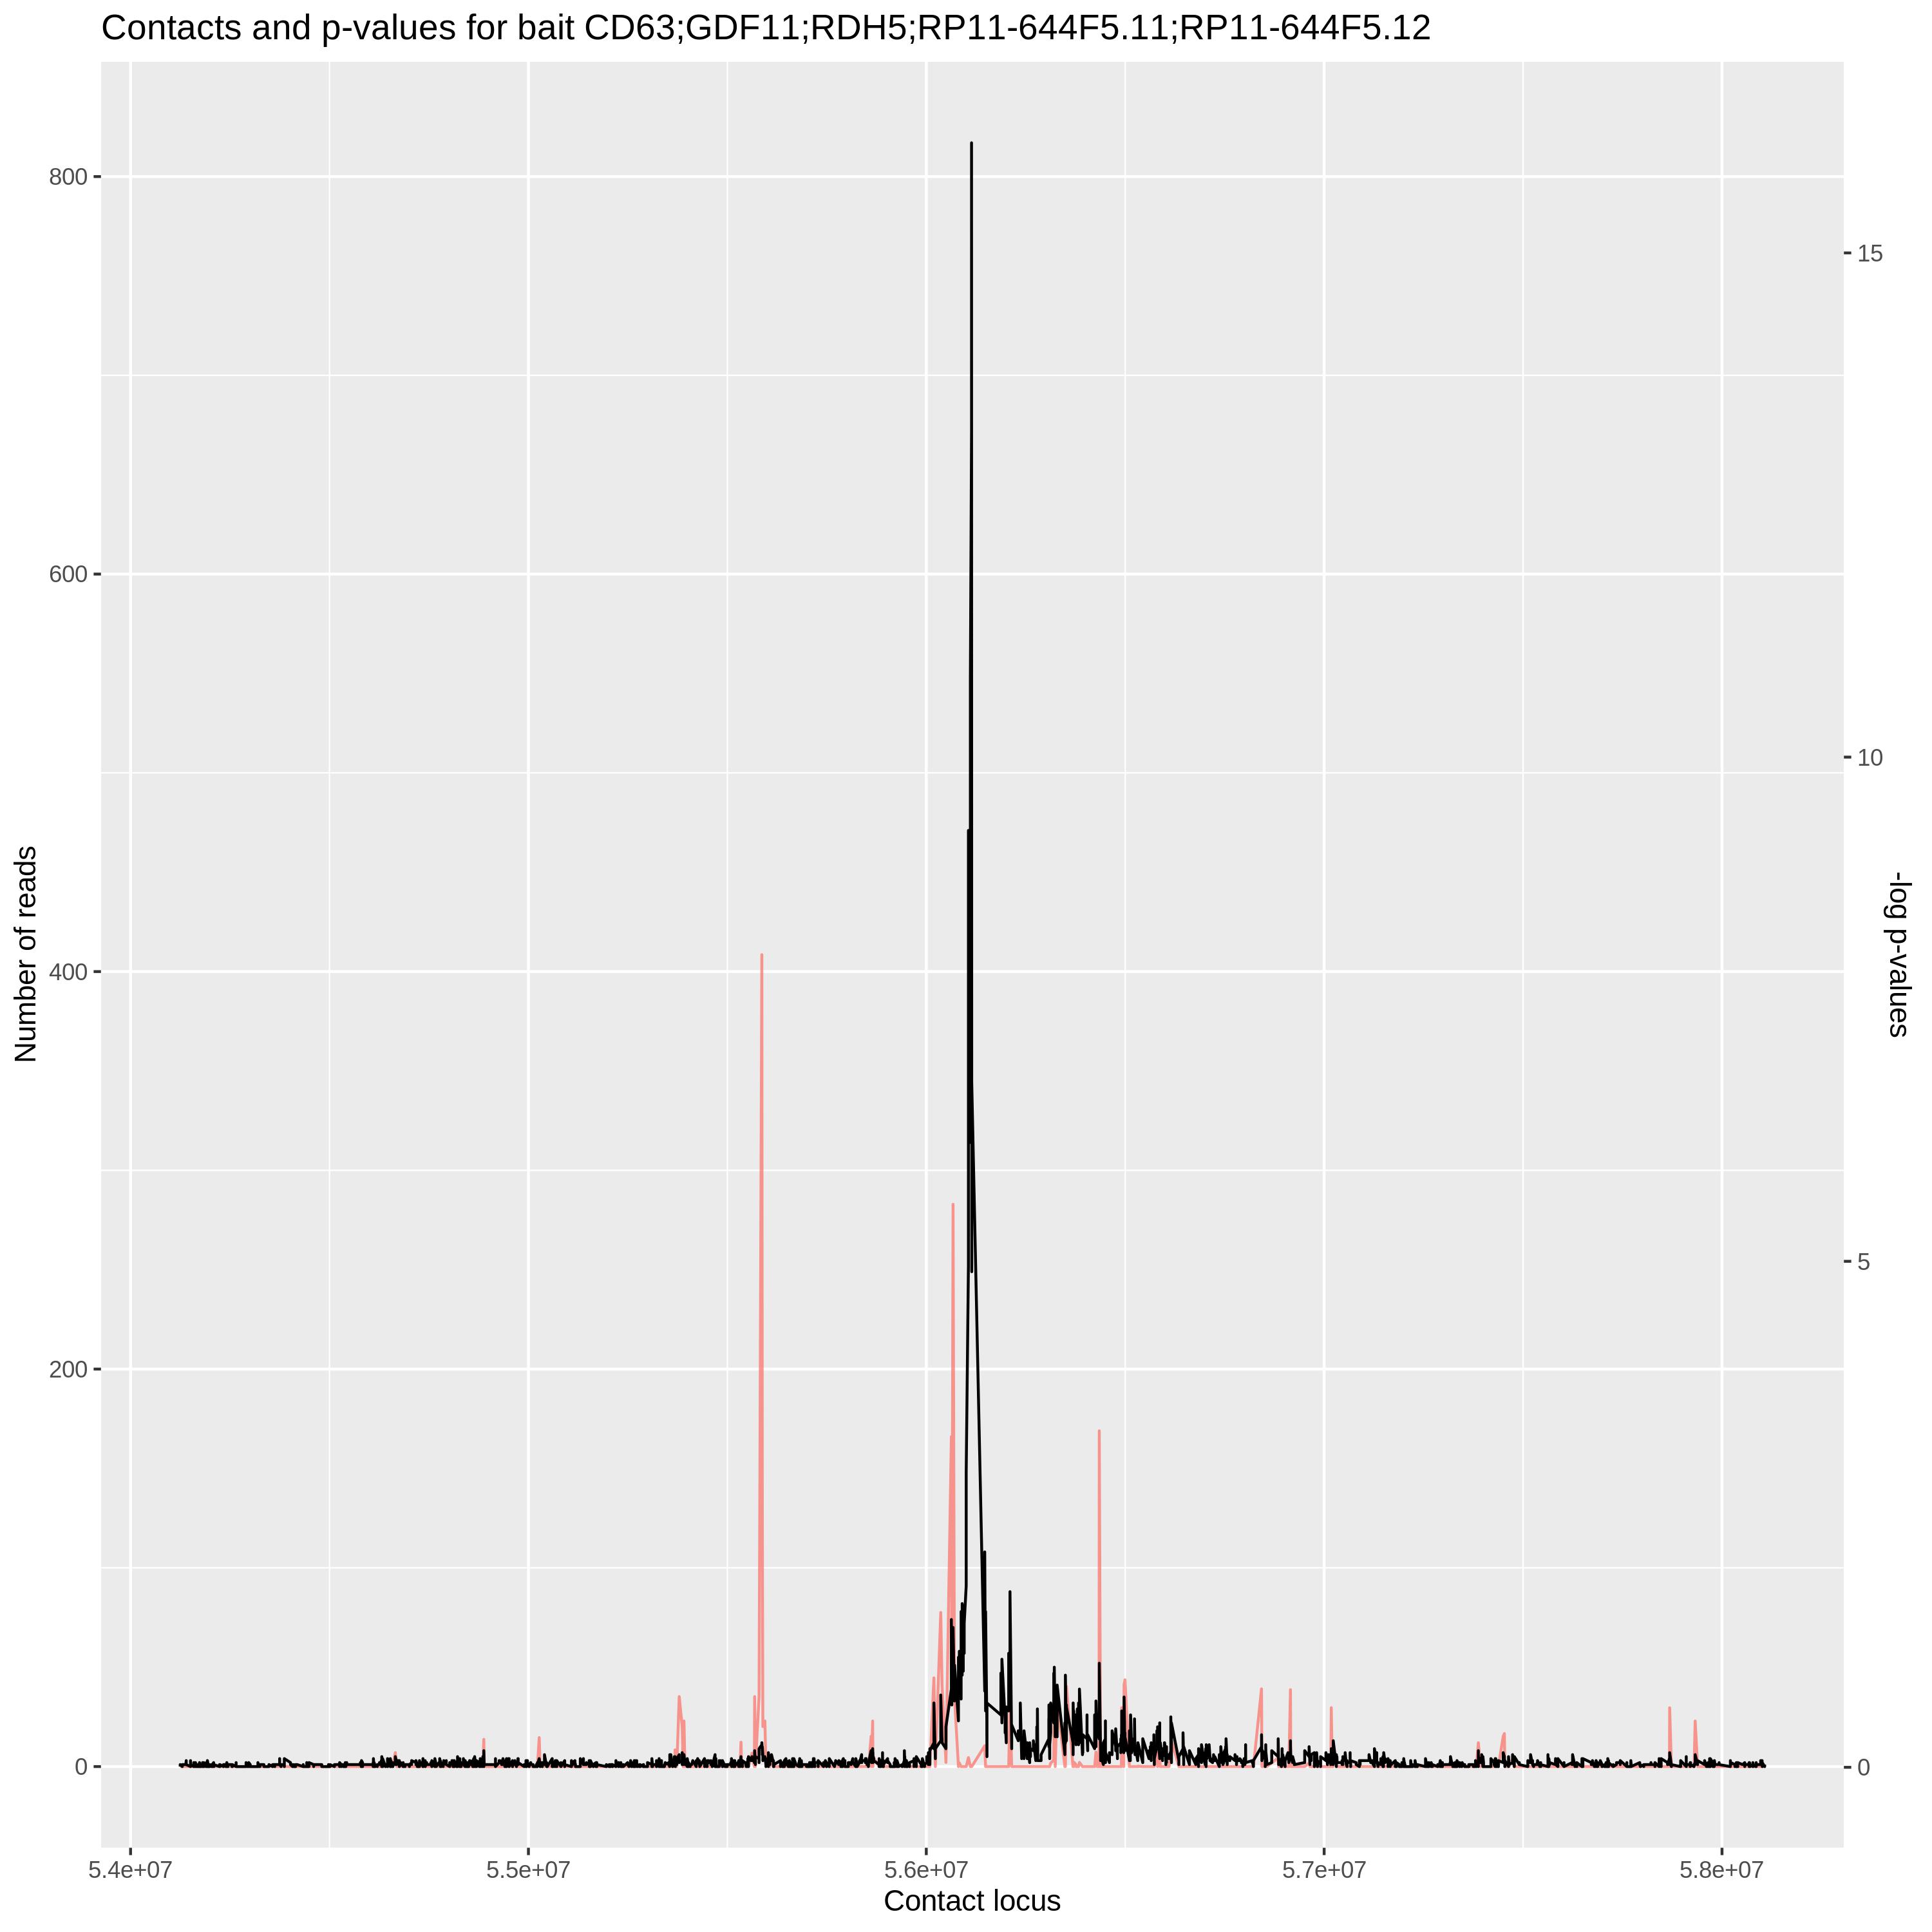 Contacts and p-values for bait CD63;GDF11;RDH5;RP11-644F5.11;RP11-644F5.12
800
600
400
200
0
Number of reads
15
10
5
0
-log p-values
5.4e+07
5.5e+07
5.6e+07
5.7e+07
5.8e+07
Contact locus